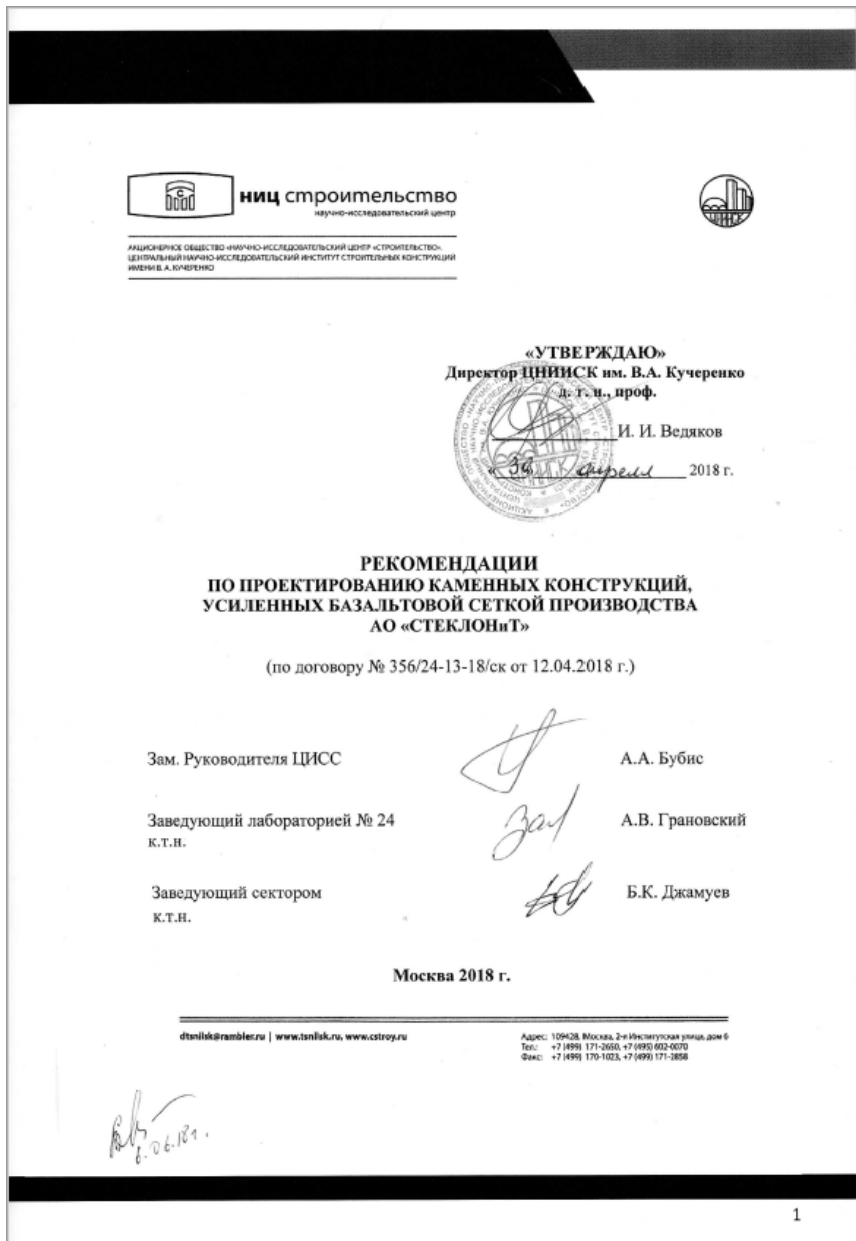 С
НИЦ строительство
научно-исследовательский центр
ЦНИИСК
АКЦИОНЕРНОЕ ОБЩЕСТВО «НАУЧНО-ИССЛЕДОВАТЕЛЬСКИЙ ЦЕНТР «СТРОИТЕЛЬСТВО».
ЦЕНТРАЛЬНЫЙ НАУЧНО-ИССЛЕДОВАТЕЛЬСКИЙ ИНСТИТУТ СТРОИТЕЛЬНЫХ КОНСТРУКЦИЙ
ИМЕНИ В. А. КУЧЕРЕНКО
«УТВЕРЖДАЮ»
Директор ЦНИИСК им. В.А. Кучеренко
д. т. н., проф.
И. И. Ведяков
« 30 » апреля 2018 г.
РЕКОМЕНДАЦИИ
ПО ПРОЕКТИРОВАНИЮ КАМЕННЫХ КОНСТРУКЦИЙ,
УСИЛЕННЫХ БАЗАЛЬТОВОЙ СЕТКОЙ ПРОИЗВОДСТВА
АО «СТЕКЛОНиТ»
(по договору № 356/24-13-18/ск от 12.04.2018 г.)
Зам. Руководителя ЦИСС А.А. Бубис
Заведующий лабораторией № 24 А.В. Грановский
к.т.н.
Заведующий сектором Б.К. Джамуев
к.т.н.
Москва 2018 г.
dtsniisk@rambler.ru | www.tsniisk.ru, www.cstroy.ru
Адрес: 109428, Москва, 2-я Институтская улица, дом 6
Тел.: +7 (499) 171-2650, +7 (495) 602-0070
Факс: +7 (499) 170-1023, +7 (499) 171-2858
6.06.18г.
1